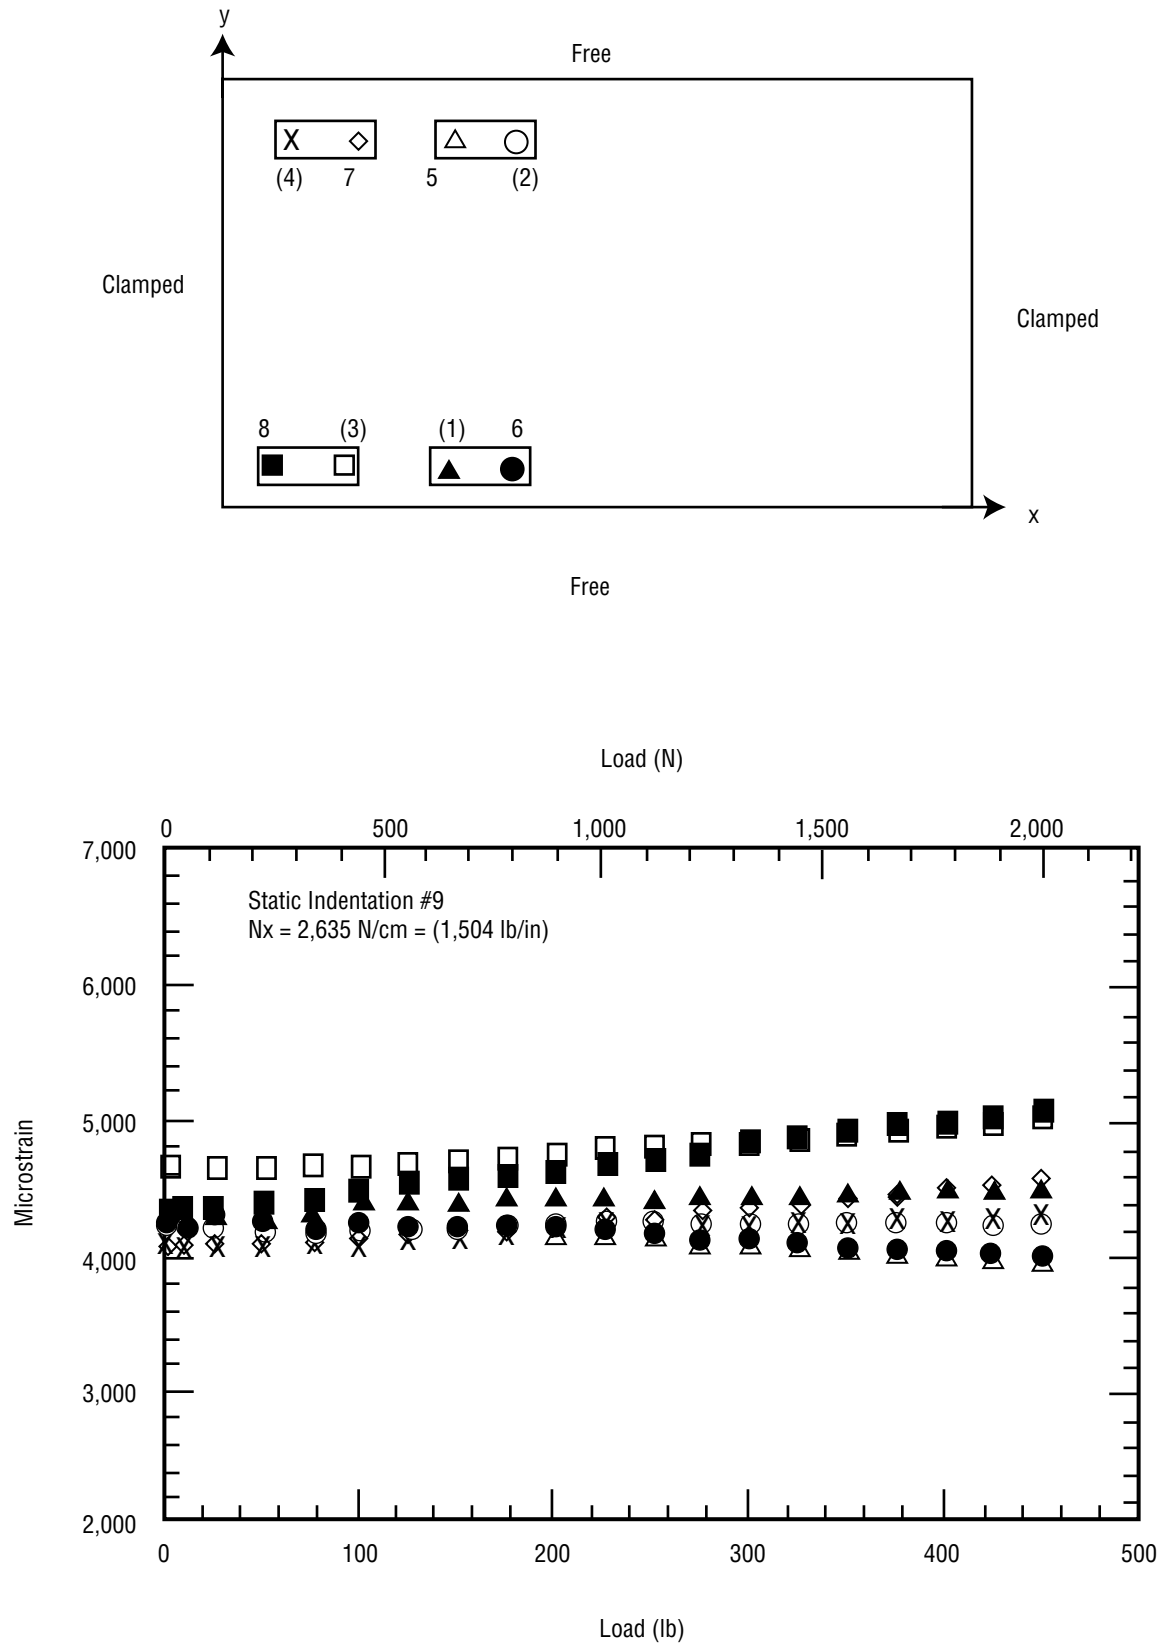 y
Free
X
(4) 7 5 (2)
Clamped
Clamped
8 (3) (1) 6
x
Free
Load (N)
0 500 1,000 1,500 2,000
7,000
Static Indentation #9
Nx = 2,635 N/cm = (1,504 lb/in)
6,000
5,000
Microstrain
4,000
3,000
2,000
0 100 200 300 400 500
Load (lb)